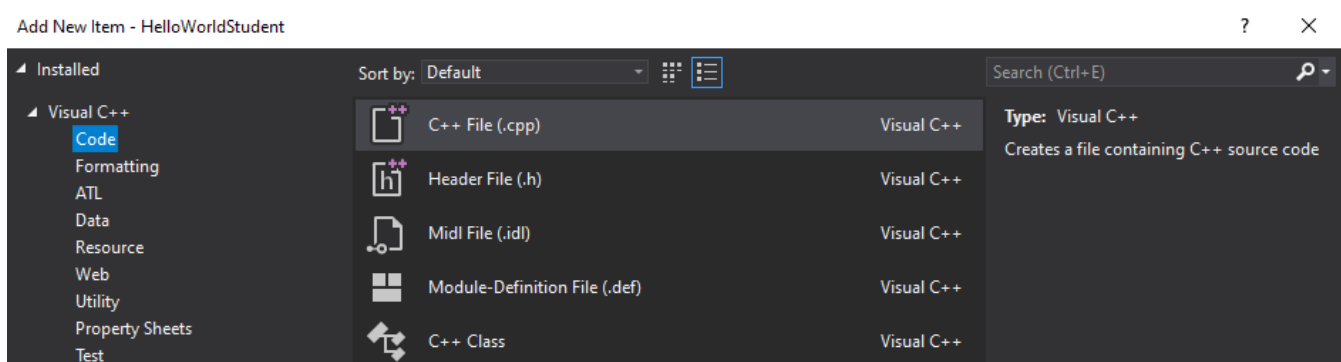 Add New Item - HelloWorldStudent
? ×
Installed
Sort by: Default
Search (Ctrl+E)
Visual C++
Code
Formatting
ATL
Data
Resource
Web
Utility
Property Sheets
Test
C++ File (.cpp) Visual C++
Header File (.h) Visual C++
Midl File (.idl) Visual C++
Module-Definition File (.def) Visual C++
C++ Class Visual C++
Type: Visual C++
Creates a file containing C++ source code